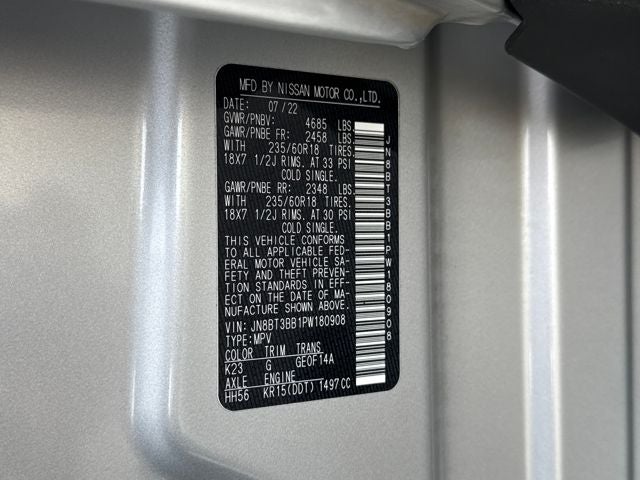 MFD BY NISSAN MOTOR CO.,LTD.
DATE: 07/22
GVWR/PNBV: 4685 LBS.
GAWR/PNBE FR: 2458 LBS.
WITH 235/60R18 TIRES.
18X7 1/2J RIMS. AT 33 PSI
COLD SINGLE.
GAWR/PNBE RR: 2348 LBS.
WITH 235/60R18 TIRES.
18X7 1/2J RIMS. AT 30 PSI
COLD SINGLE.
THIS VEHICLE CONFORMS
TO ALL APPLICABLE FED-
ERAL MOTOR VEHICLE SA-
FETY AND THEFT PREVEN-
TION STANDARDS IN EFF-
ECT ON THE DATE OF MA-
NUFACTURE SHOWN ABOVE.
VIN: JN8BT3BB1PW180908
TYPE:MPV
COLOR TRIM TRANS
K23 G GE0F14A
AXLE ENGINE
HH56 KR15(DDT) 1497CC
JN8BT3BB1PW180908